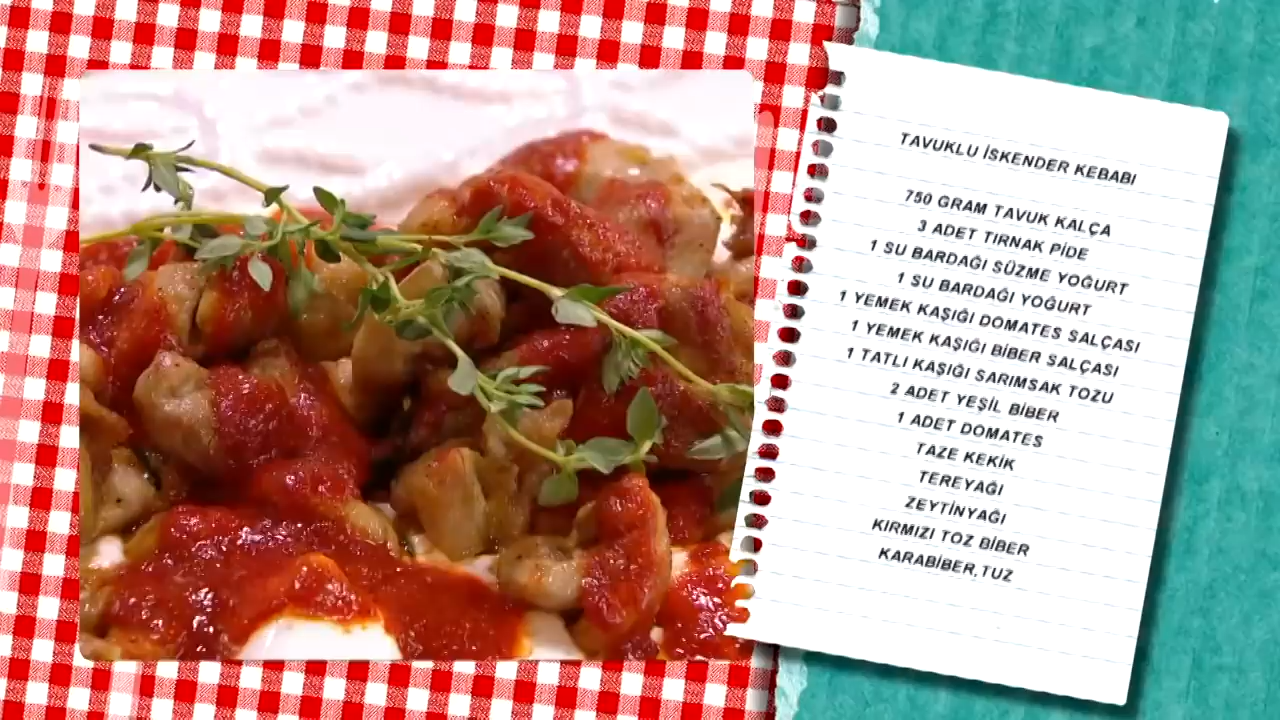 TAVUKLU İSKENDER KEBABI
750 GRAM TAVUK KALÇA
3 ADET TIRNAK PİDE
1 SU BARDAĞI SÜZME YOĞURT
1 SU BARDAĞI YOĞURT
1 YEMEK KAŞIĞI DOMATES SALÇASI
1 YEMEK KAŞIĞI BİBER SALÇASI
1 TATLI KAŞIĞI SARIMSAK TOZU
2 ADET YEŞİL BİBER
1 ADET DOMATES
TAZE KEKİK
TEREYAĞI
ZEYTİNYAĞI
KIRMIZI TOZ BİBER
KARABİBER,TUZ